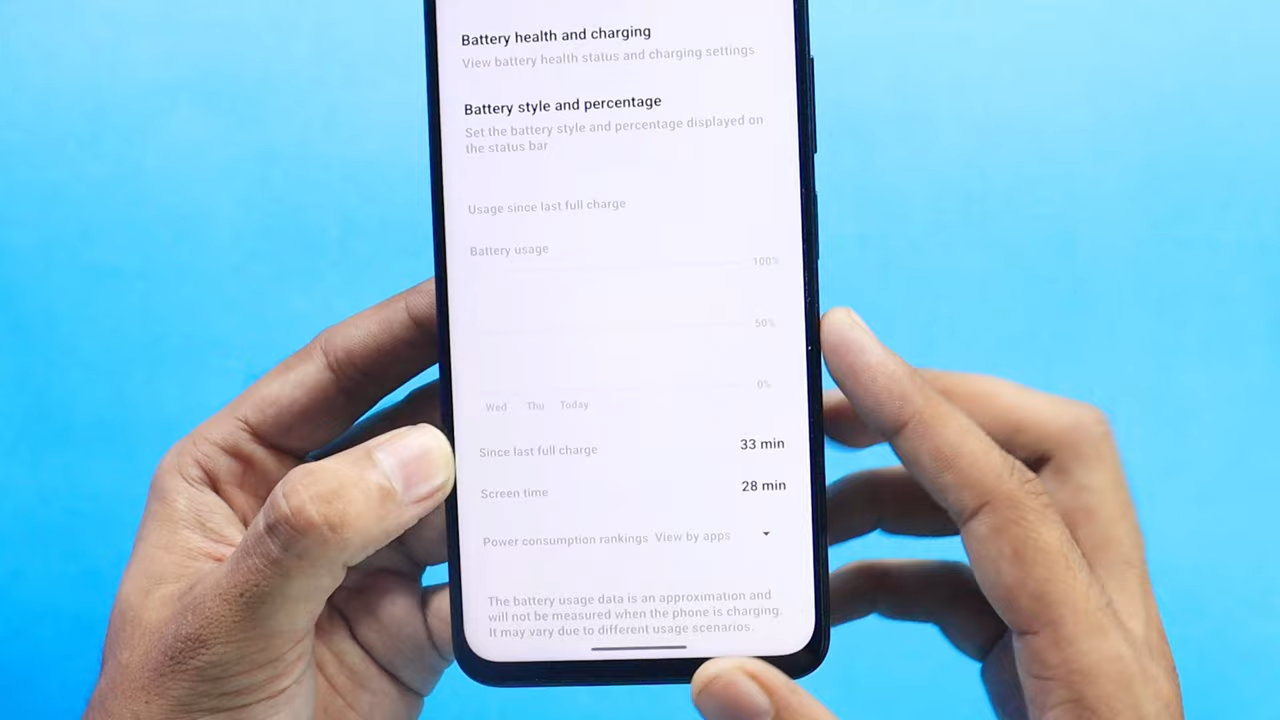 Battery health and charging
View battery health status and charging settings
Battery style and percentage
Set the battery style and percentage displayed on
the status bar
Usage since last full charge
Battery usage
100%
50%
0%
Wed Thu Today
Since last full charge 33 min
Screen time 28 min
Power consumption rankings View by apps
The battery usage data is an approximation and
will not be measured when the phone is charging.
It may vary due to different usage scenarios.